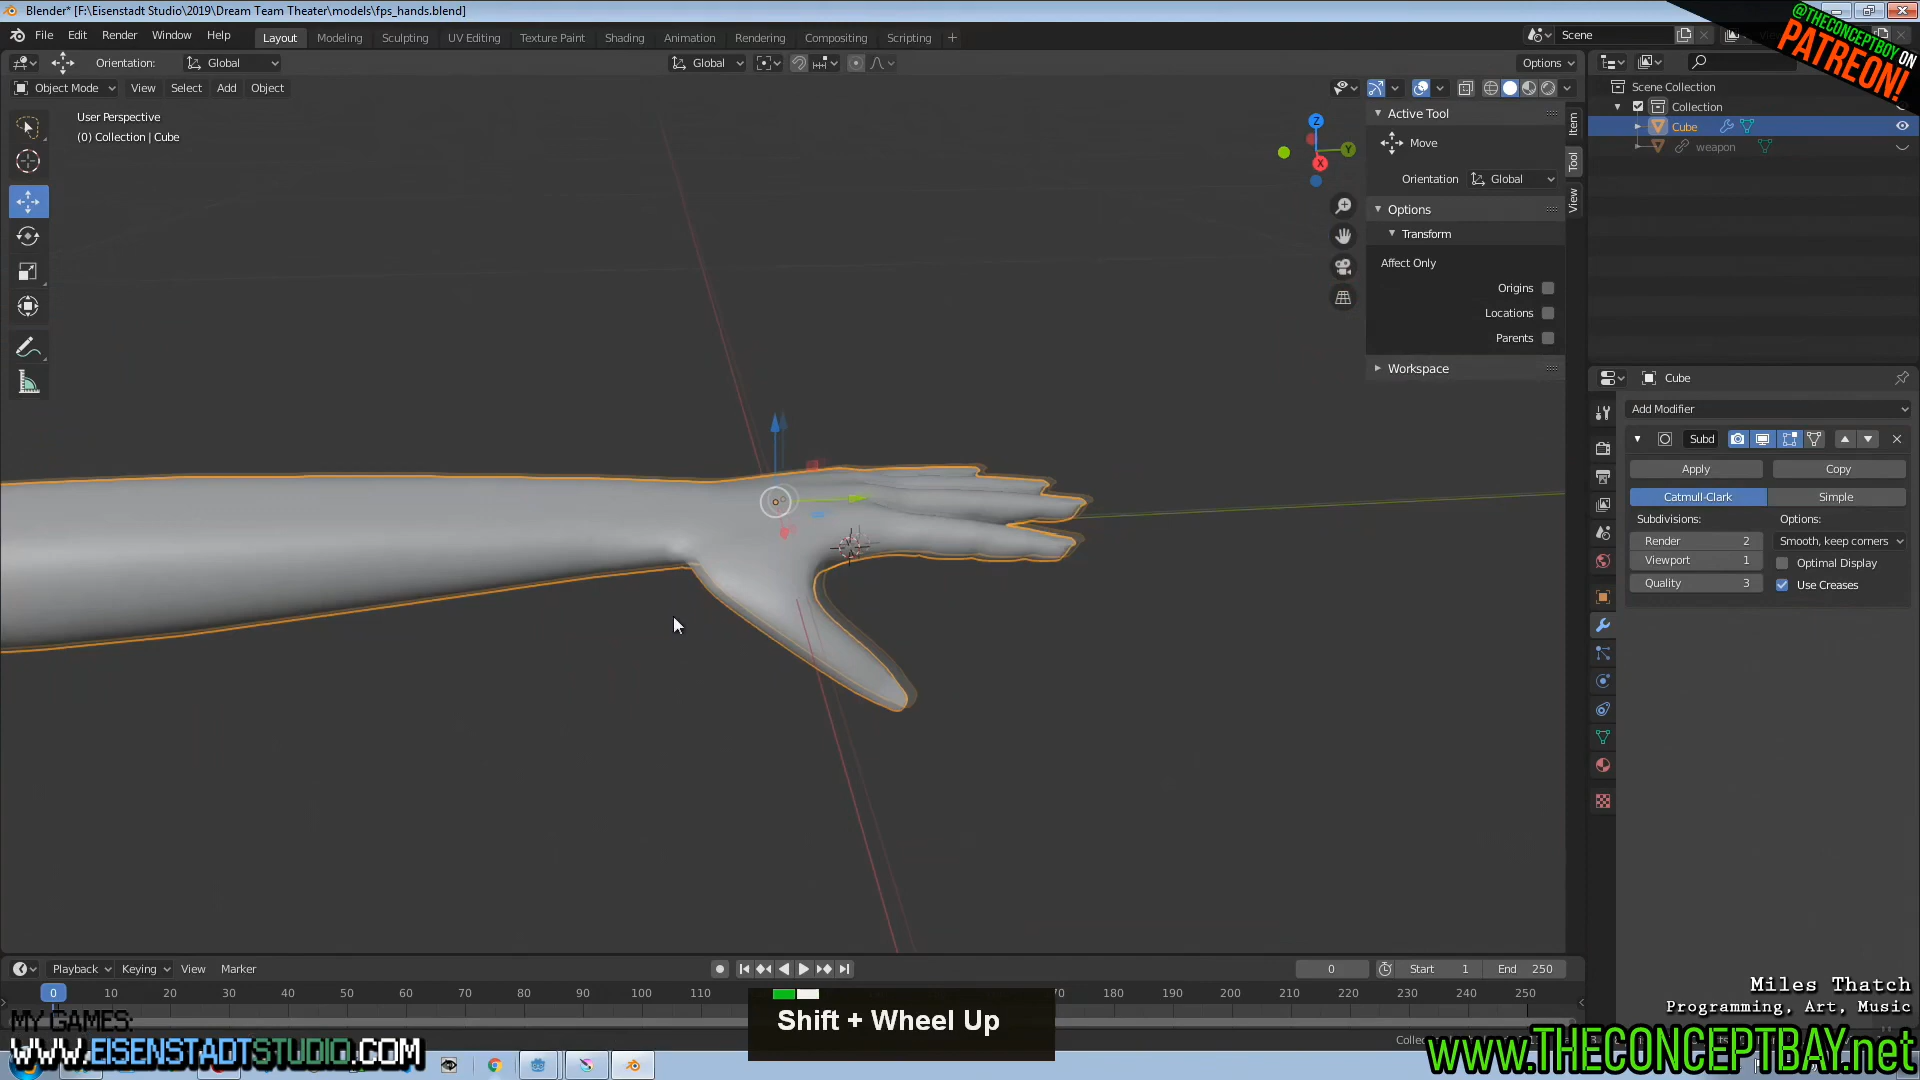 Blender* [F:\Eisenstadt Studio\2019\Dream Team Theater\models\fps_hands.blend]
@THECONCEPTBOY ON
PATREON!
File Edit Render Window Help
Layout Modeling Sculpting UV Editing Texture Paint Shading Animation Rendering Compositing Scripting +
Scene
Orientation: Global
Global
Options
Object Mode View Select Add Object
User Perspective
(0) Collection | Cube
Z
Y
X
Active Tool
Move
Orientation Global
Options
Transform
Affect Only
Origins
Locations
Parents
Workspace
Item
Tool
View
Scene Collection
Collection
Cube
weapon
Cube
Add Modifier
Subd
Apply Copy
Catmull-Clark Simple
Subdivisions: Options:
Render 2 Smooth, keep corners
Viewport 1 Optimal Display
Quality 3 Use Creases
Playback Keying View Marker
0 Start 1 End 250
0 10 20 30 40 50 60 70 80 90 100 110 70 180 190 200 210 220 230 240 250
Shift + Wheel Up
MY GAMES:
WWW.EISENSTADTSTUDIO.COM
Miles Thatch
Programming, Art, Music
www.THECONCEPTBAY.net